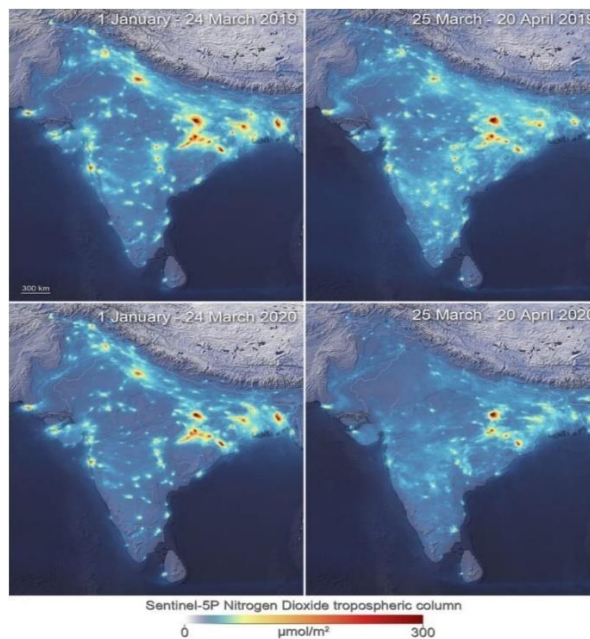 1 January - 24 March 2019
25 March - 20 April 2019
300 km
1 January - 24 March 2020
25 March - 20 April 2020
Sentinel-5P Nitrogen Dioxide tropospheric column
0
µmol/m²
300